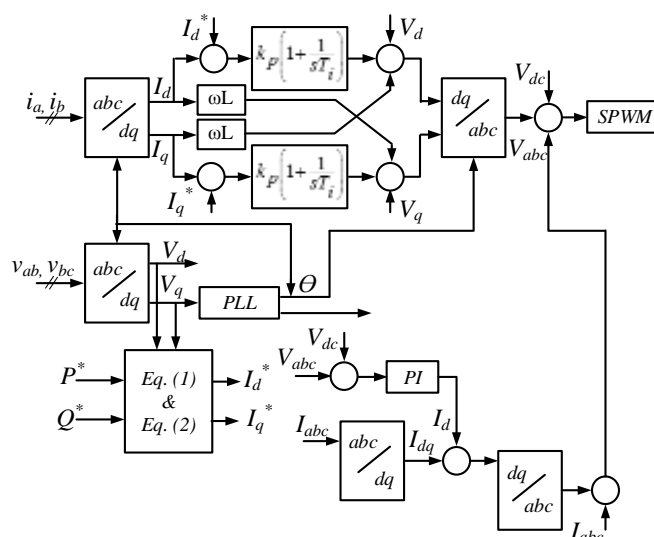 I_d^*
V_d
k_P(1+1/sT_i)
V_dc
i_a, i_b
abc
dq
I_d
ωL
dq
abc
SPWM
V_abc
I_q
ωL
I_q^*
k_P(1+1/sT_i)
V_q
v_ab, v_bc
abc
dq
V_d
V_q
PLL
Θ
P^*
Q^*
Eq. (1)
&
Eq. (2)
I_d^*
I_q^*
V_dc
V_abc
PI
I_d
I_abc
abc
dq
I_dq
dq
abc
I_abc